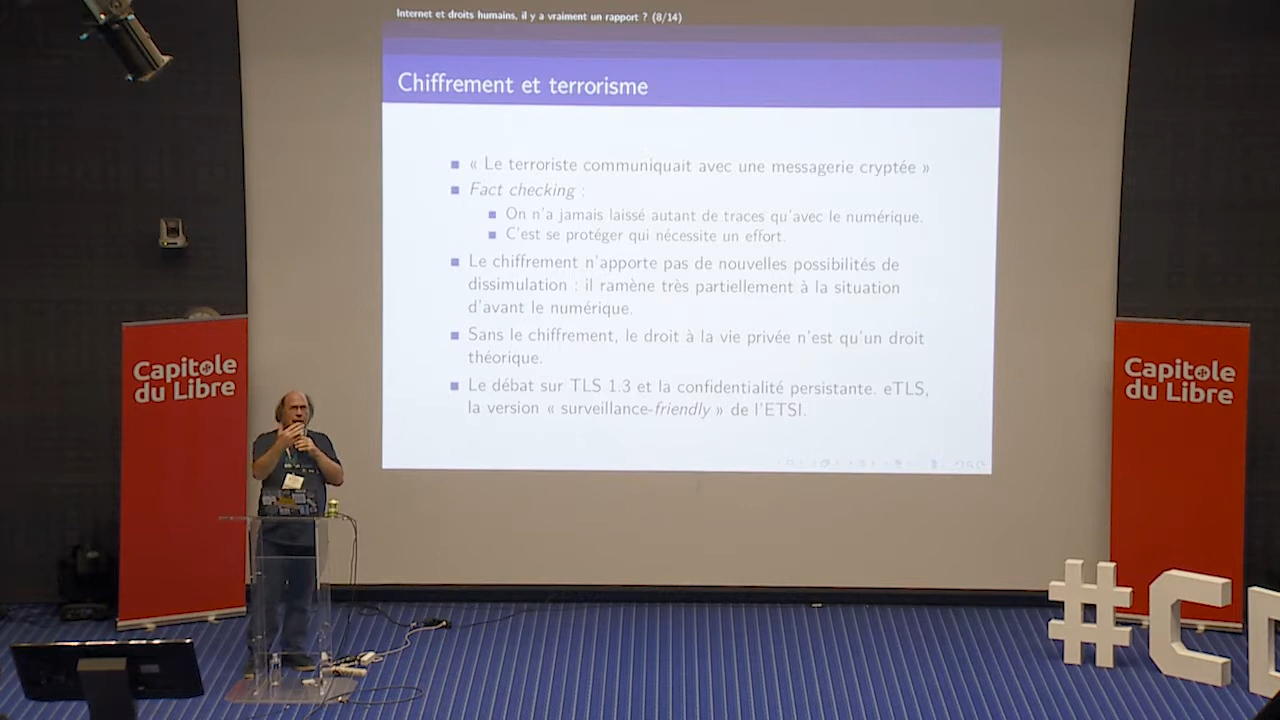 Internet et droits humains, il y a vraiment un rapport ? (8/14)
Chiffrement et terrorisme
« Le terroriste communiquait avec une messagerie cryptée »
Fact checking :
On n'a jamais laissé autant de traces qu'avec le numérique.
C'est se protéger qui nécessite un effort.
Le chiffrement n'apporte pas de nouvelles possibilités de
dissimulation : il ramène très partiellement à la situation
d'avant le numérique.
Sans le chiffrement, le droit à la vie privée n'est qu'un droit
théorique.
Le débat sur TLS 1.3 et la confidentialité persistante. eTLS,
la version « surveillance-friendly » de l'ETSI.
Capitole
du Libre
Capitole
du Libre
#C